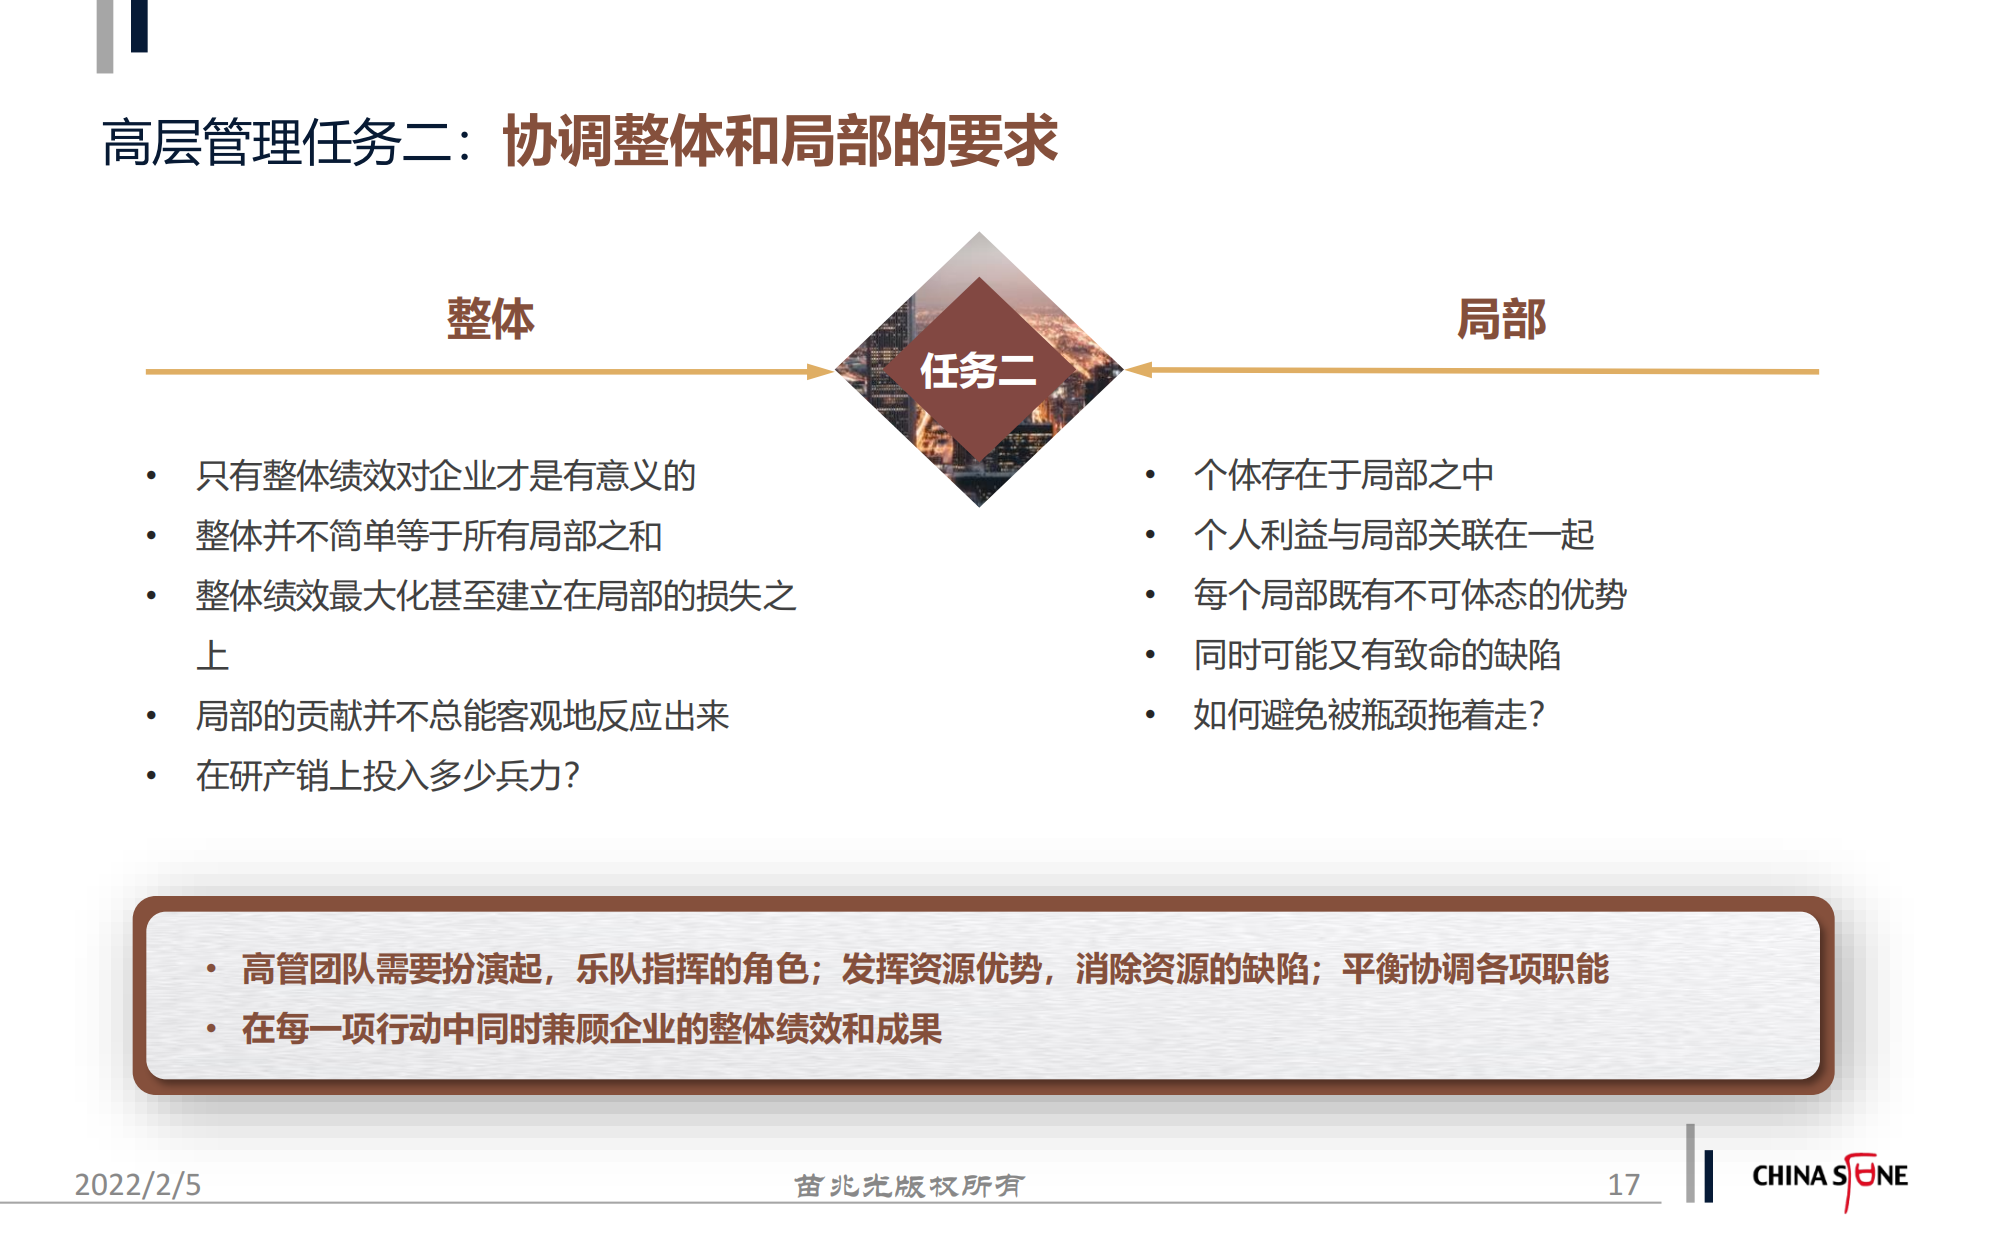 高层管理任务二：协调整体和局部的要求
整体
任务二
局部
• 只有整体绩效对企业才是有意义的
• 整体并不简单等于所有局部之和
• 整体绩效最大化甚至建立在局部的损失之
上
• 局部的贡献并不总能客观地反应出来
• 在研产销上投入多少兵力？
• 个体存在于局部之中
• 个人利益与局部关联在一起
• 每个局部既有不可体态的优势
• 同时可能又有致命的缺陷
• 如何避免被瓶颈拖着走？
• 高管团队需要扮演起，乐队指挥的角色；发挥资源优势，消除资源的缺陷；平衡协调各项职能
• 在每一项行动中同时兼顾企业的整体绩效和成果
2022/2/5
苗兆光版权所有
17
CHINA STONE